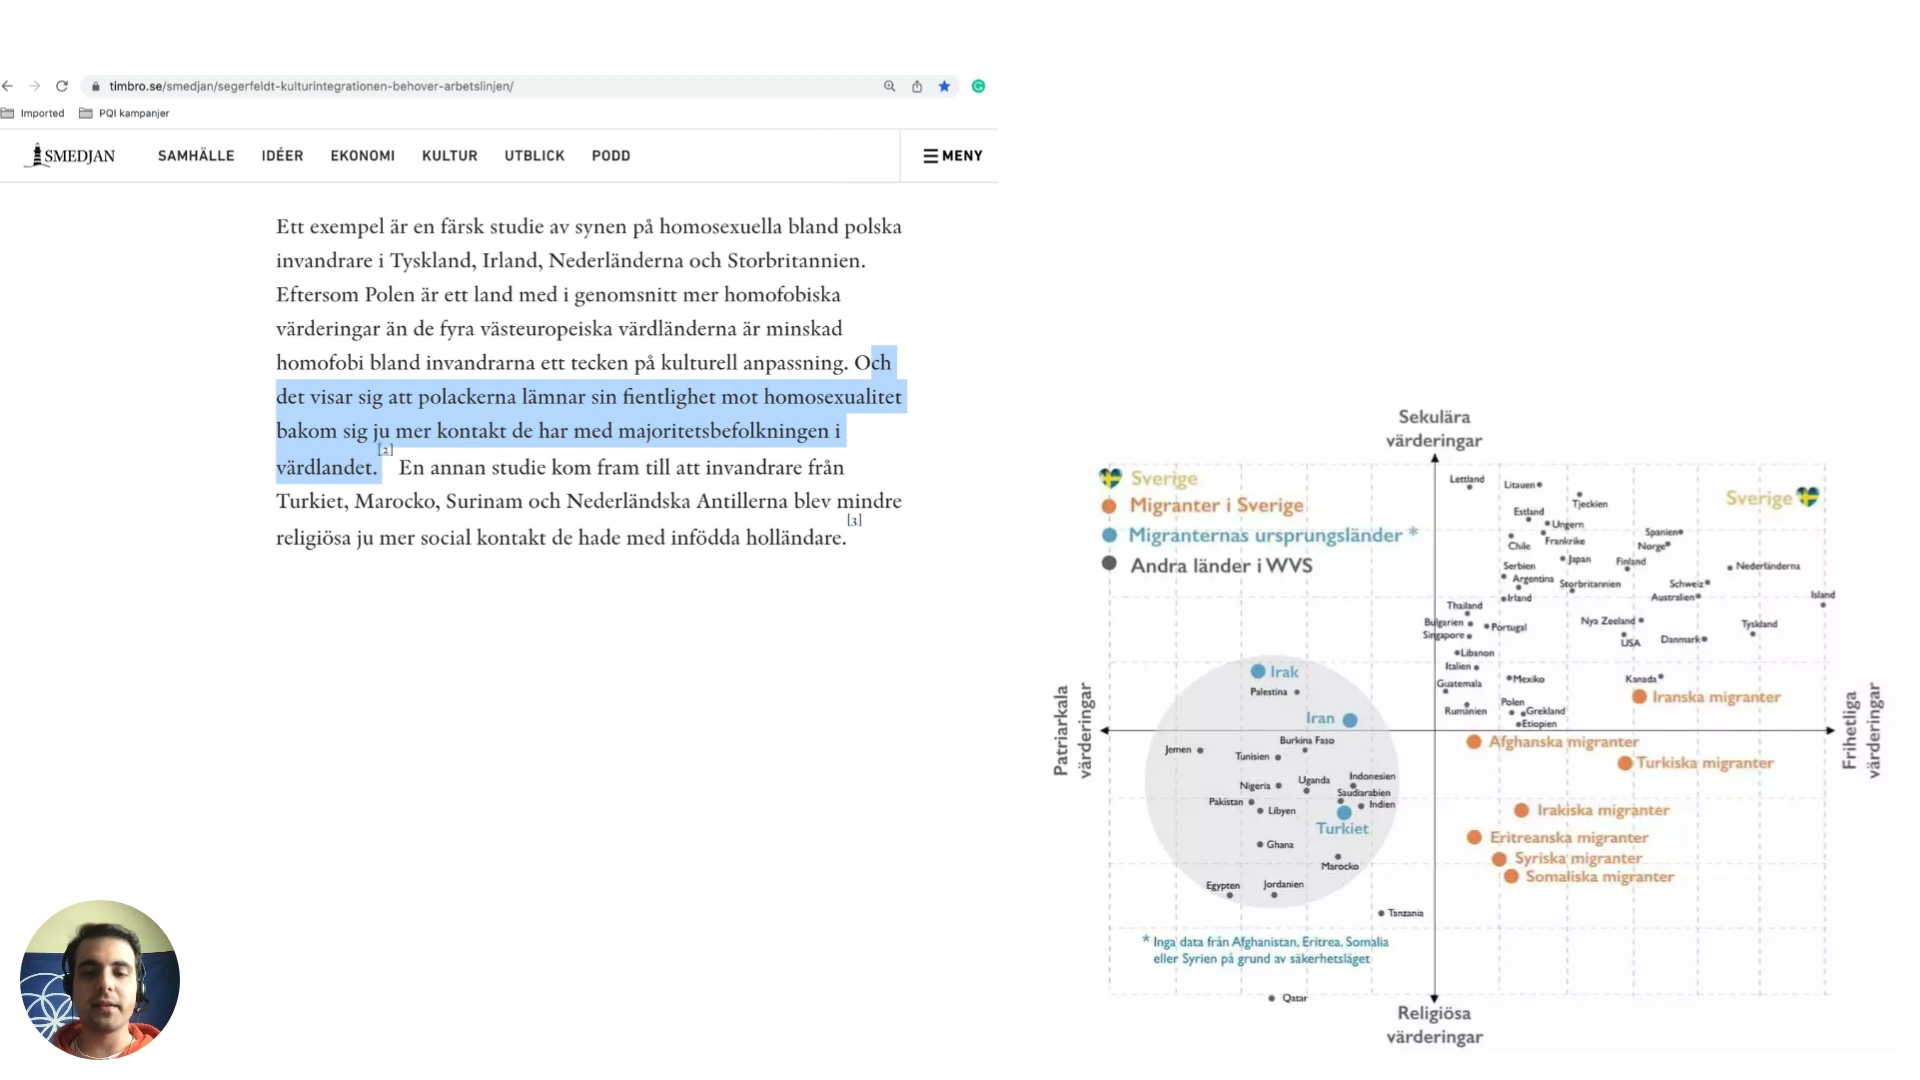 timbro.se/smedjan/segerfeldt-kulturintegrationen-behover-arbetslinjen/
Imported
PQI kampanjer
SMEDJAN
SAMHÄLLE
IDÉER
EKONOMI
KULTUR
UTBLICK
PODD
MENY
Ett exempel är en färsk studie av synen på homosexuella bland polska
invandrare i Tyskland, Irland, Nederländerna och Storbritannien.
Eftersom Polen är ett land med i genomsnitt mer homofobiska
värderingar än de fyra västeuropeiska värdländerna är minskad
homofobi bland invandrarna ett tecken på kulturell anpassning. Och
det visar sig att polackerna lämnar sin fientlighet mot homosexualitet
bakom sig ju mer kontakt de har med majoritetsbefolkningen i
värdlandet.[2] En annan studie kom fram till att invandrare från
Turkiet, Marocko, Surinam och Nederländska Antillerna blev mindre
religiösa ju mer social kontakt de hade med infödda holländare.[3]
Sekulära
värderingar
Sverige
Migranter i Sverige
Migranternas ursprungsländer *
Andra länder i WVS
Lettland
Litauen
Tjeckien
Sverige
Estland
Ungern
Chile
Frankrike
Spanien
Norge
Japan
Finland
Nederländerna
Serbien
Argentina
Storbritannien
Schweiz
Irland
Australien
Island
Thailand
Bulgarien
Portugal
Singapore
Nya Zeeland
USA
Danmark
Tyskland
Libanon
Italien
Guatemala
Mexiko
Kanada
Rumänien
Polen
Grekland
Etiopien
Iranska migranter
Irak
Palestina
Iran
Patriarkala
värderingar
Frihetliga
värderingar
Afghanska migranter
Turkiska migranter
Jemen
Burkina Faso
Tunisien
Nigeria
Uganda
Indonesien
Saudiarabien
Pakistan
Libyen
Indien
Turkiet
Irakiska migranter
Eritreanska migranter
Syriska migranter
Somaliska migranter
Ghana
Marocko
Egypten
Jordanien
Tanzania
* Inga data från Afghanistan, Eritrea, Somalia
eller Syrien på grund av säkerhetsläget
Qatar
Religiösa
värderingar